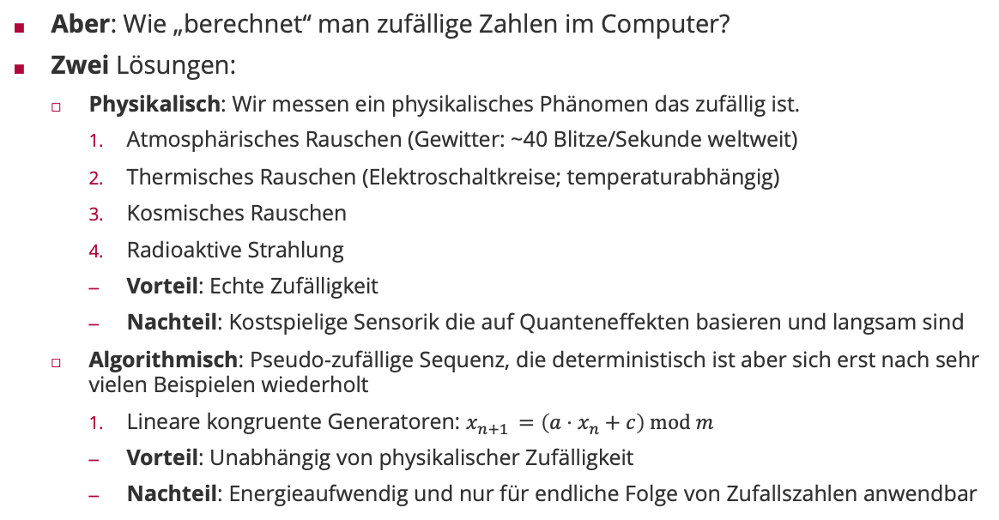 ■ Aber: Wie „berechnet“ man zufällige Zahlen im Computer?
■ Zwei Lösungen:
□ Physikalisch: Wir messen ein physikalisches Phänomen das zufällig ist.
1. Atmosphärisches Rauschen (Gewitter: ~40 Blitze/Sekunde weltweit)
2. Thermisches Rauschen (Elektroschaltkreise; temperaturabhängig)
3. Kosmisches Rauschen
4. Radioaktive Strahlung
– Vorteil: Echte Zufälligkeit
– Nachteil: Kostspielige Sensorik die auf Quanteneffekten basieren und langsam sind
□ Algorithmisch: Pseudo-zufällige Sequenz, die deterministisch ist aber sich erst nach sehr
vielen Beispielen wiederholt
1. Lineare kongruente Generatoren: xₙ₊₁ = (a · xₙ + c) mod m
– Vorteil: Unabhängig von physikalischer Zufälligkeit
– Nachteil: Energieaufwendig und nur für endliche Folge von Zufallszahlen anwendbar